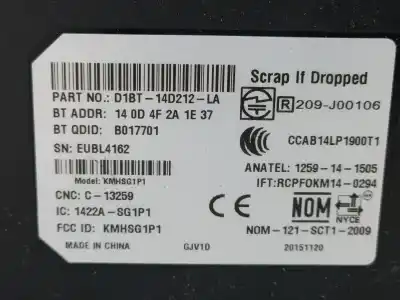 Scrap If Dropped
PART NO.: D1BT-14D212-LA
BT ADDR: 14 0D 4F 2A 1E 37
R 209-J00106
BT QDID: B017701
SN: EUBL4162
CCAB14LP1900T1
Model: KMHSG1P1
ANATEL: 1259-14-1505
IFT:RCPFOKM14-0294
CNC: C-13259
IC: 1422A-SG1P1
CE
NOM
NYCE
FCC ID: KMHSG1P1
NOM-121-SCT1-2009
MADE IN CHINA
GJV1D
20151120